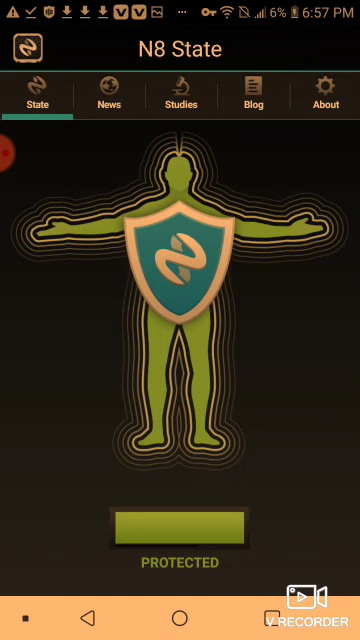 6% 6:57 PM
N8 State
State News Studies Blog About
PROTECTED
V RECORDER